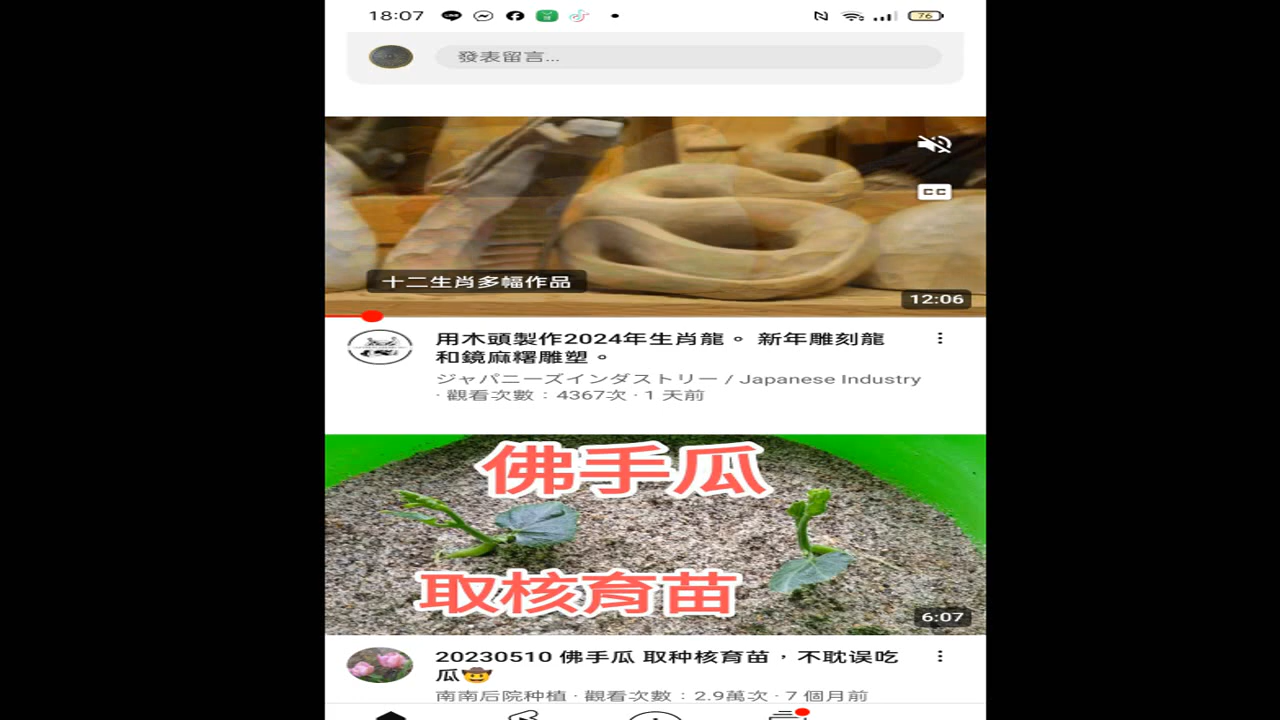 18:07
76
發表留言...
CC
十二生肖多幅作品
12:06
用木頭製作2024年生肖龍。 新年雕刻龍
和鏡麻糬雕塑。
ジャパニーズインダストリー / Japanese Industry
· 觀看次數：4367次 · 1 天前
佛手瓜
取核育苗
6:07
20230510 佛手瓜 取种核育苗，不耽误吃
瓜🤠
南南后院种植 · 觀看次數：2.9萬次 · 7 個月前